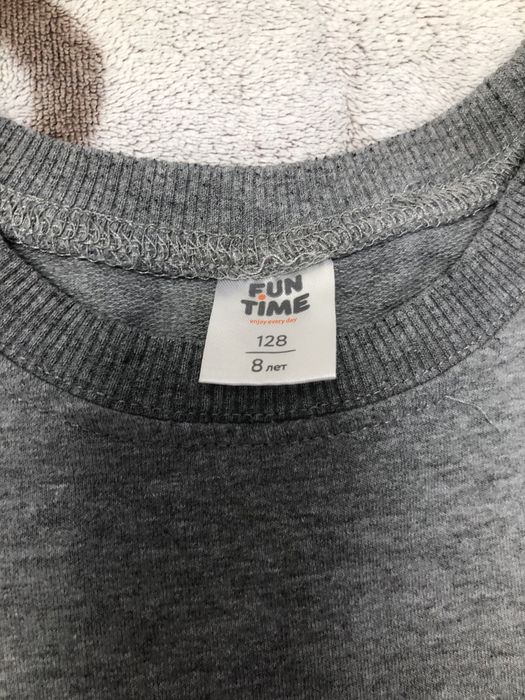 FUN
TiME
enjoy every day
128
8 лет